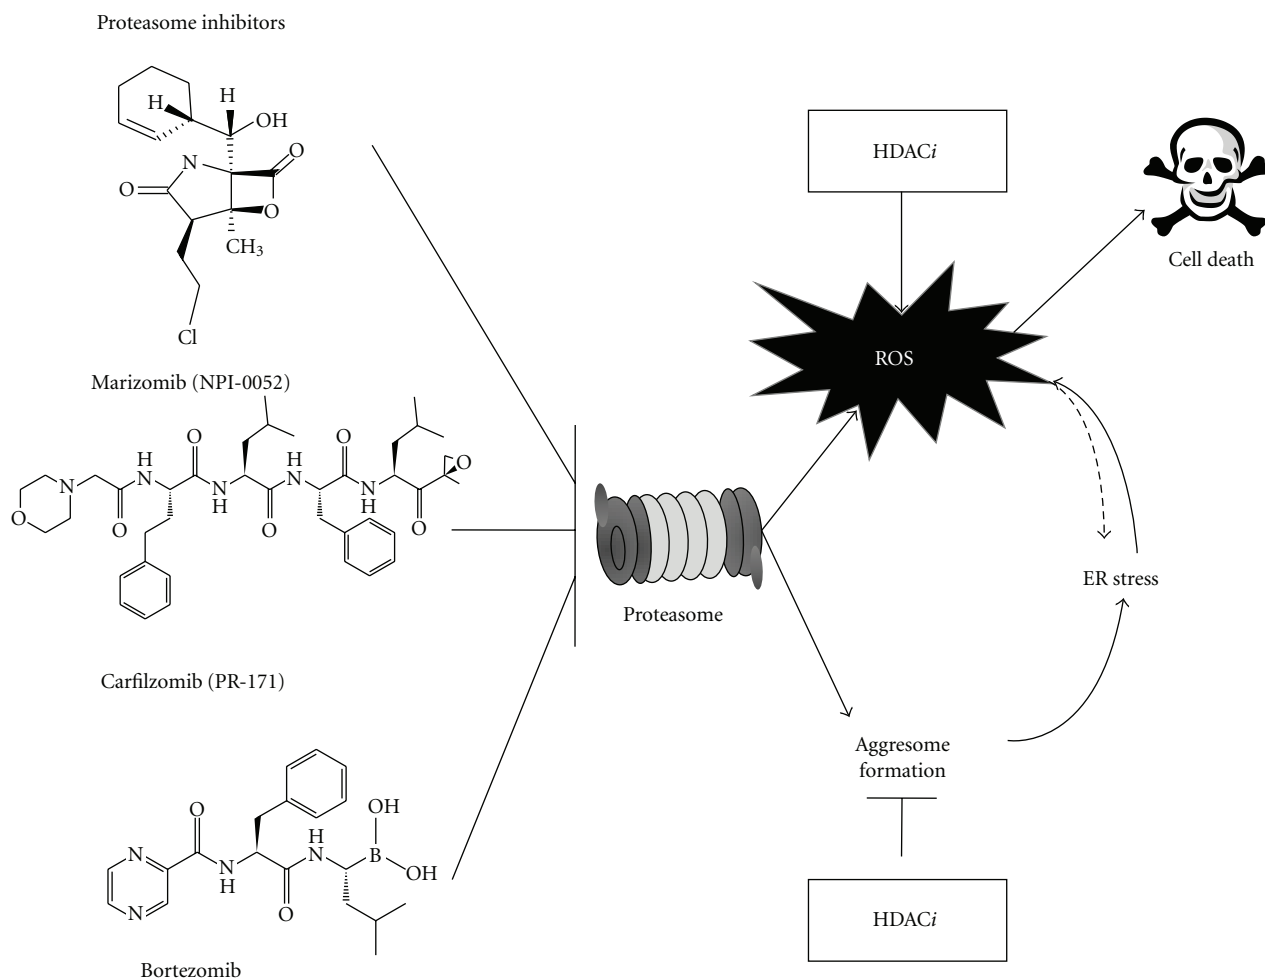 Proteasome inhibitors
H
H
OH
N
O
O
O
CH3
Cl
Marizomib (NPI-0052)
O
O
H
N
H
N
O
N
N
H
O
N
H
O
O
O
O
Carfilzomib (PR-171)
O
OH
H
N
N
B
OH
N
H
N
O
Bortezomib
Proteasome
HDACi
ROS
Cell death
ER stress
Aggresome
formation
HDACi